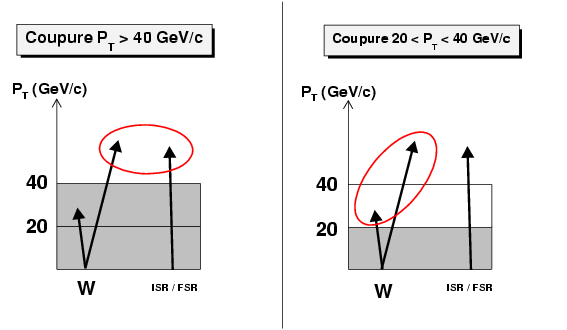 Coupure P_T > 40 GeV/c
P_T (GeV/c)
40
20
W
ISR / FSR
Coupure 20 < P_T < 40 GeV/c
P_T (GeV/c)
40
20
W
ISR / FSR